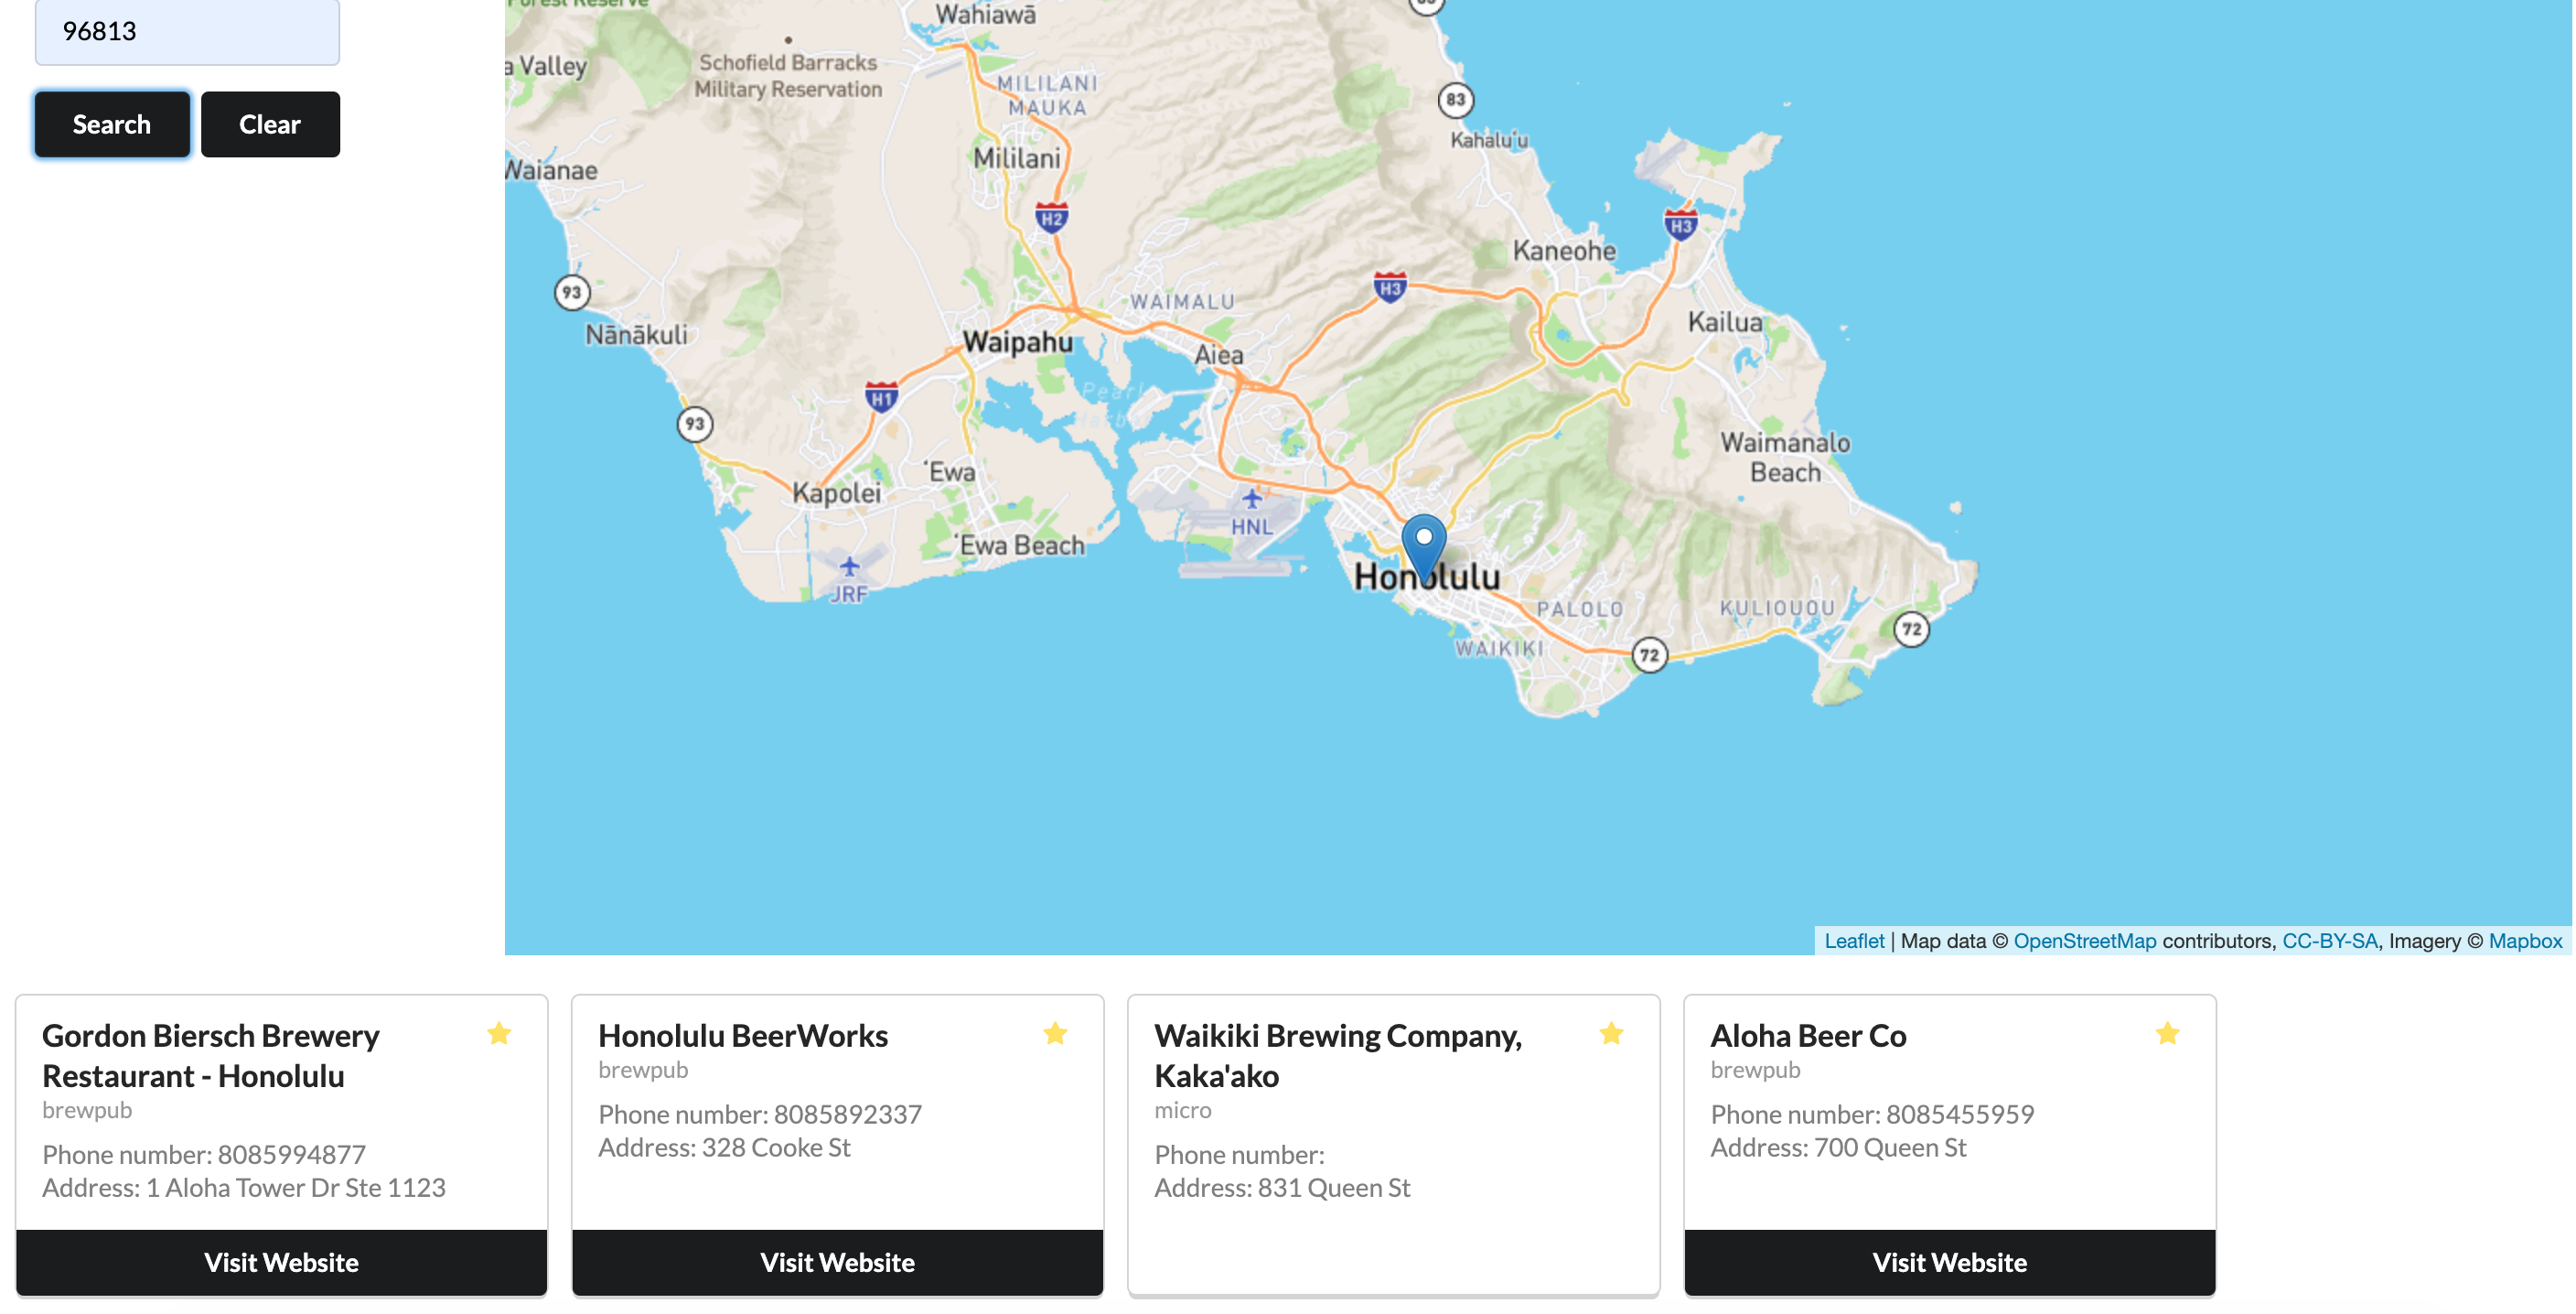 96813
Search
Clear
Forest Reserve
Wahiawā
83
a Valley
Schofield Barracks
Military Reservation
MILILANI
MAUKA
83
Kahalu'u
Mililani
Waianae
H2
H3
Kaneohe
93
H3
WAIMALU
Nānākuli
Kailua
Waipahu
Aiea
Pearl
Harbor
H1
93
Waimanalo
Beach
'Ewa
Kapolei
HNL
'Ewa Beach
Honolulu
JRF
PALOLO
KULIOUOU
72
WAIKIKI
72
Leaflet | Map data © OpenStreetMap contributors, CC-BY-SA, Imagery © Mapbox
Gordon Biersch Brewery
Restaurant - Honolulu
brewpub
Phone number: 8085994877
Address: 1 Aloha Tower Dr Ste 1123
Visit Website
Honolulu BeerWorks
brewpub
Phone number: 8085892337
Address: 328 Cooke St
Visit Website
Waikiki Brewing Company,
Kaka'ako
micro
Phone number:
Address: 831 Queen St
Aloha Beer Co
brewpub
Phone number: 8085455959
Address: 700 Queen St
Visit Website